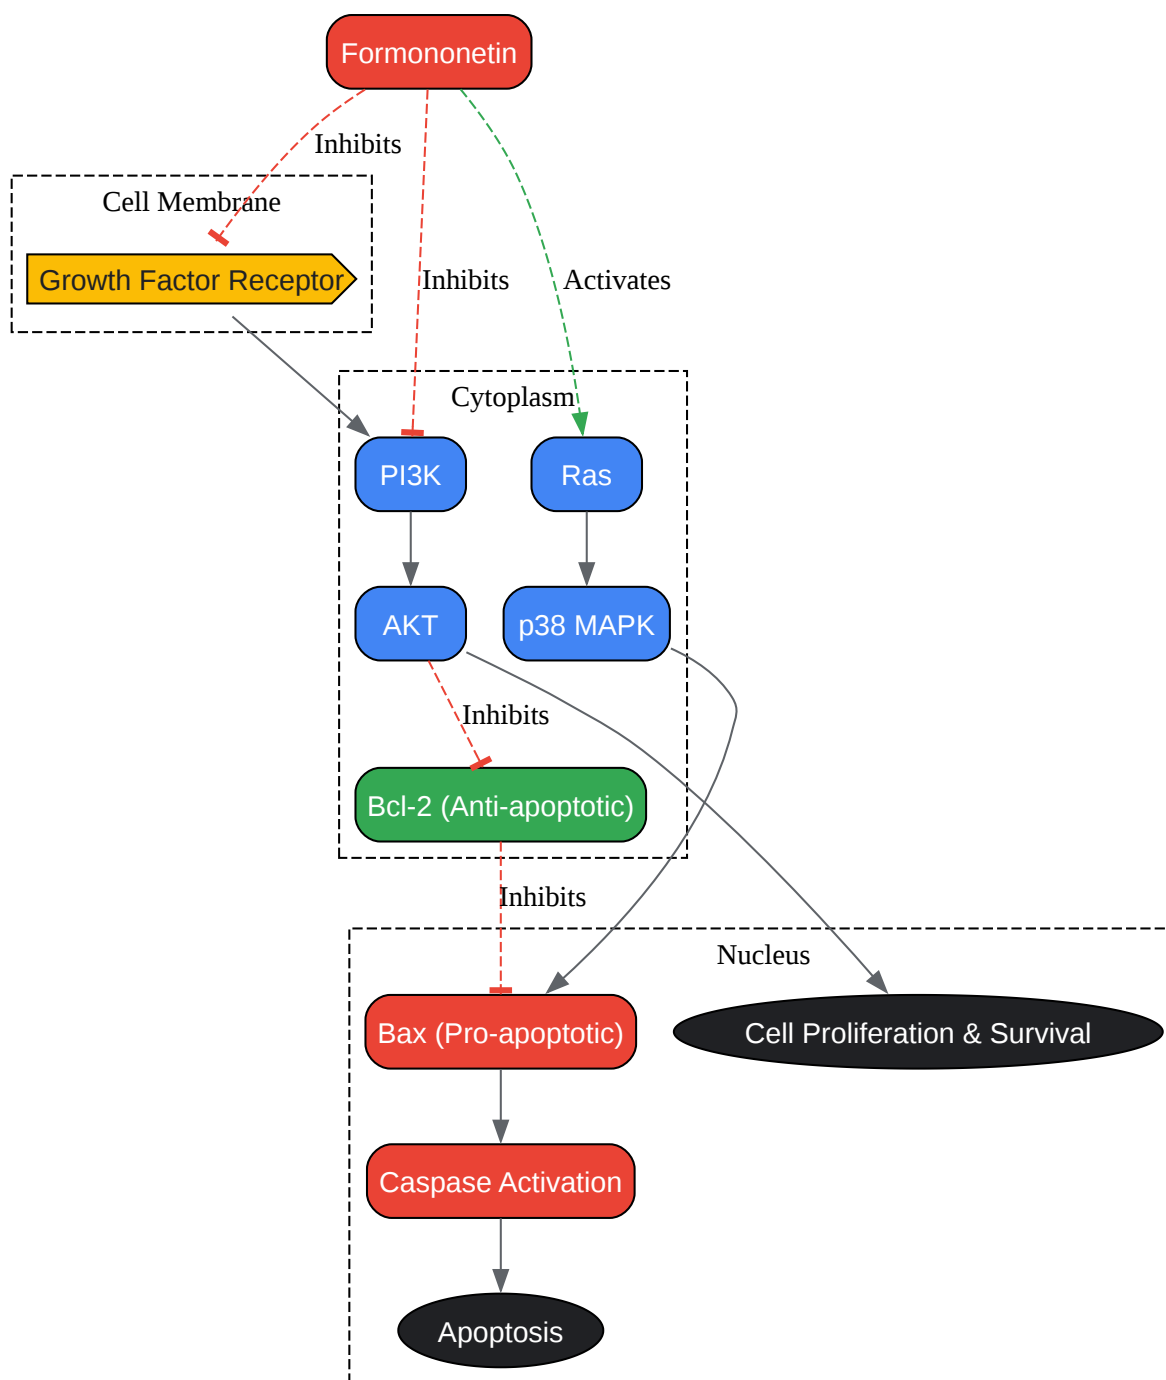 Formononetin
Inhibits
Cell Membrane
Growth Factor Receptor
Inhibits
Activates
Cytoplasm
PI3K
Ras
AKT
p38 MAPK
Inhibits
Bcl-2 (Anti-apoptotic)
Inhibits
Nucleus
Bax (Pro-apoptotic)
Cell Proliferation & Survival
Caspase Activation
Apoptosis